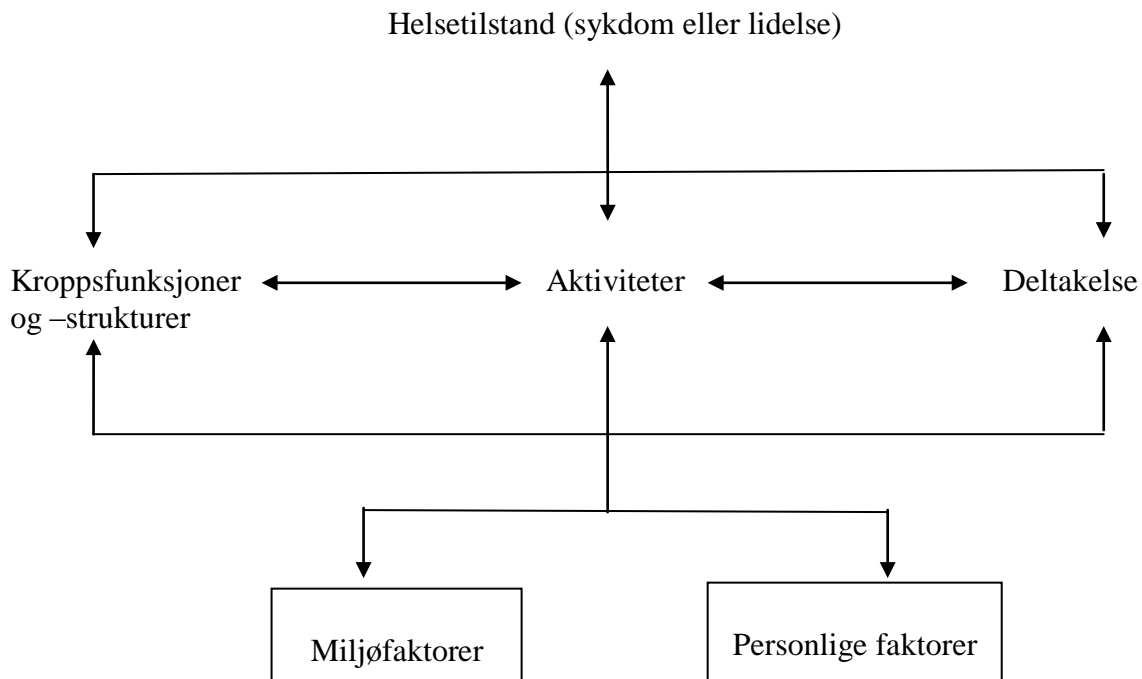 Helsetilstand (sykdom eller lidelse)
Kroppsfunksjoner
og –strukturer
Aktiviteter
Deltakelse
Miljøfaktorer
Personlige faktorer